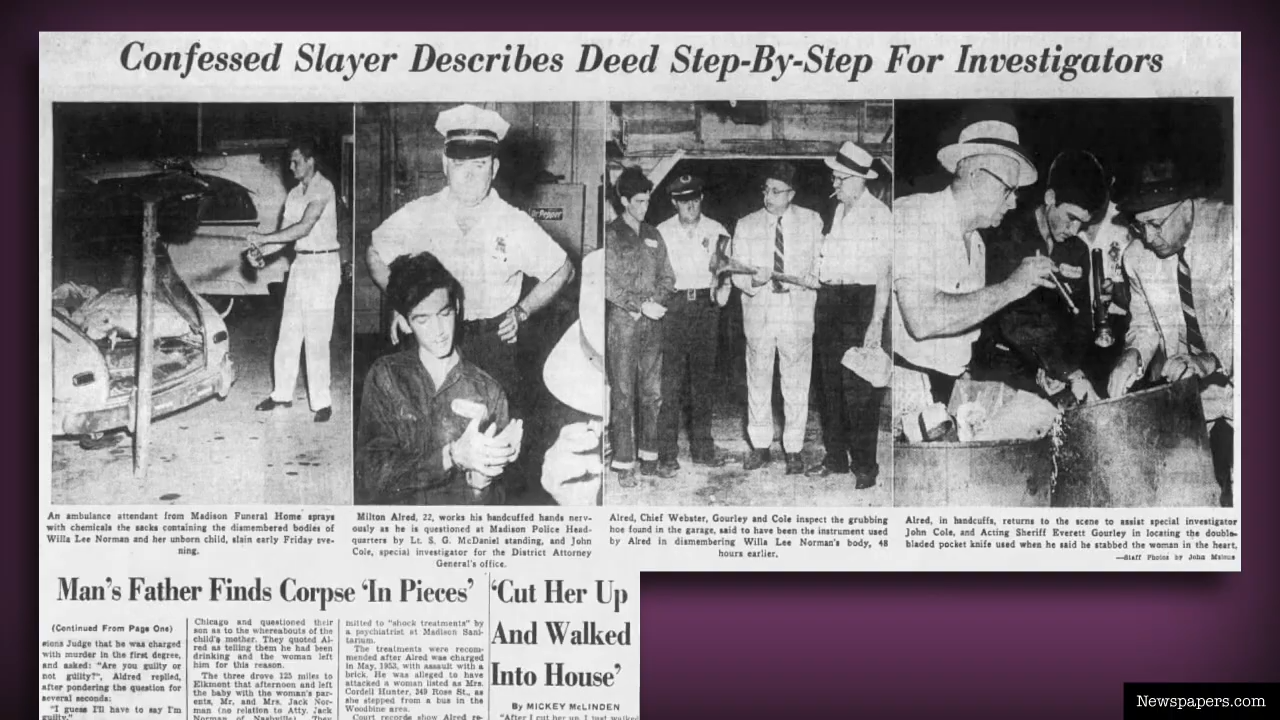 Confessed Slayer Describes Deed Step-By-Step For Investigators
Dr Pepper
An ambulance attendant from Madison Funeral Home sprays
with chemicals the sacks containing the dismembered bodies of
Willa Lee Norman and her unborn child, slain early Friday eve-
ning.
Milton Alred, 22, works his handcuffed hands nerv-
ously as he is questioned at Madison Police Head-
quarters by Lt. S. G. McDaniel standing, and John
Cole, special investigator for the District Attorney
General's office.
Alred, Chief Webster, Gourley and Cole inspect the grubbing
hoe found in the garage, said to have been the instrument used
by Alred in dismembering Willa Lee Norman's body, 48
hours earlier.
Alred, in handcuffs, returns to the scene to assist special investigator
John Cole, and Acting Sheriff Everett Gourley in locating the double-
bladed pocket knife used when he said he stabbed the woman in the heart.
—Staff Photos by John Malone
Man's Father Finds Corpse 'In Pieces'
(Continued From Page One)
sions Judge that he was charged
with murder in the first degree,
and asked: "Are you guilty or
not guilty?", Aldred replied,
after pondering the question for
several seconds:
"I guess I'll have to say I'm
guilty."
Chicago and questioned their
son as to the whereabouts of the
child's mother. They quoted Al-
red as telling them he had been
drinking and the woman left
him for this reason.
The three drove 125 miles to
Elkmont that afternoon and left
the baby with the woman's par-
ents, Mr. and Mrs. Jack Nor-
man (no relation to Atty. Jack
Norman of Nashville). They
mitted to "shock treatments" by
a psychiatrist at Madison Sani-
tarium.
The treatments were recom-
mended after Alred was charged
in May, 1953, with assault with a
brick. He was alleged to have
attacked a woman listed as Mrs.
Cordell Hunter, 249 Ross St., as
she stepped from a bus in the
Woodbine area.
Court records show Alred re-
'Cut Her Up
And Walked
Into House'
By MICKEY McLINDEN
"After I cut her up I just walked
Newspapers.com